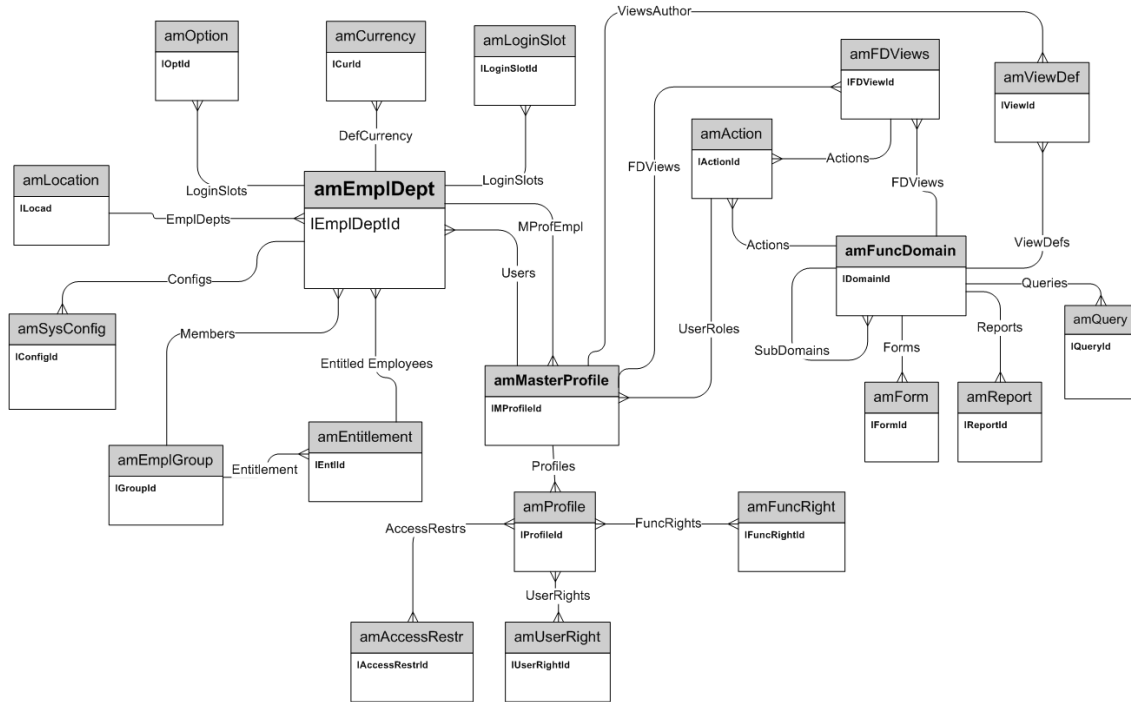 ViewsAuthor
amOption
lOptId
amCurrency
lCurId
amLoginSlot
lLoginSlotId
amFDViews
lFDViewId
amViewDef
lViewId
amAction
lActionId
DefCurrency
Actions
FDViews
FDViews
amLocation
lLocad
LoginSlots
LoginSlots
amEmplDept
lEmplDeptId
EmplDepts
MProfEmpl
Actions
ViewDefs
amFuncDomain
lDomainId
Users
Configs
Queries
amSysConfig
lConfigId
Members
UserRoles
Reports
amQuery
lQueryId
SubDomains
Forms
Entitled Employees
amMasterProfile
lMProfileId
amForm
lFormId
amReport
lReportId
amEntitlement
lEntlId
amEmplGroup
lGroupId
Entitlement
Profiles
amProfile
lProfileId
AccessRestrs
FuncRights
amFuncRight
lFuncRightId
UserRights
amAccessRestr
lAccessRestrId
amUserRight
lUserRightId